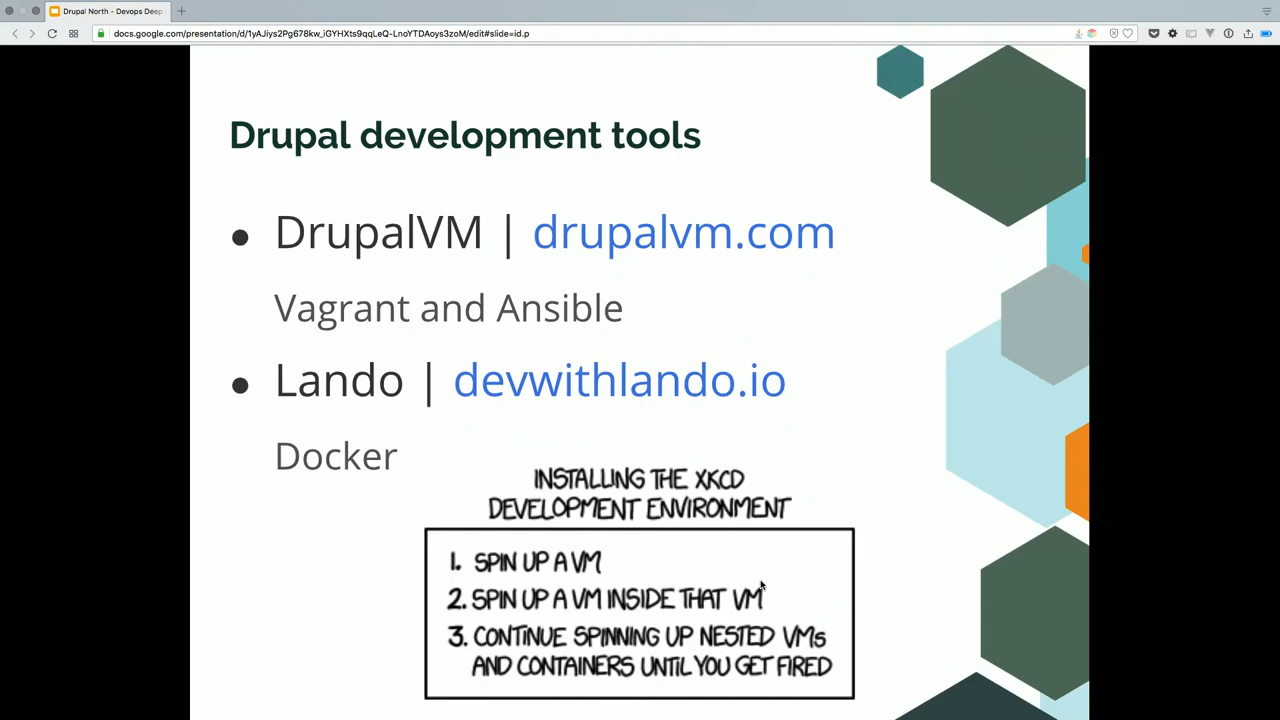 Drupal North - Devops Deep
docs.google.com/presentation/d/1yAJiys2Pg678kw_iGYHXts9qqLeQ-LnoYTDAoys3zoM/edit#slide=id.p
Drupal development tools
● DrupalVM | drupalvm.com
Vagrant and Ansible
● Lando | devwithlando.io
Docker
INSTALLING THE XKCD
DEVELOPMENT ENVIRONMENT
1. SPIN UP A VM
2. SPIN UP A VM INSIDE THAT VM
3. CONTINUE SPINNING UP NESTED VMs
AND CONTAINERS UNTIL YOU GET FIRED